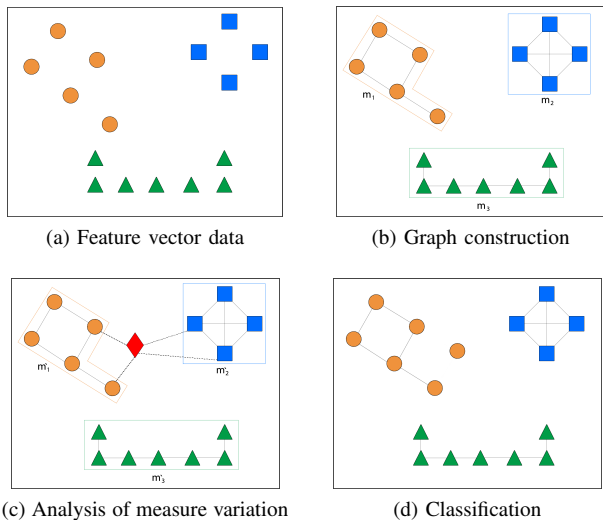 (a) Feature vector data
m1
m2
m3
(b) Graph construction
m'1
m'2
m'3
(c) Analysis of measure variation
(d) Classification